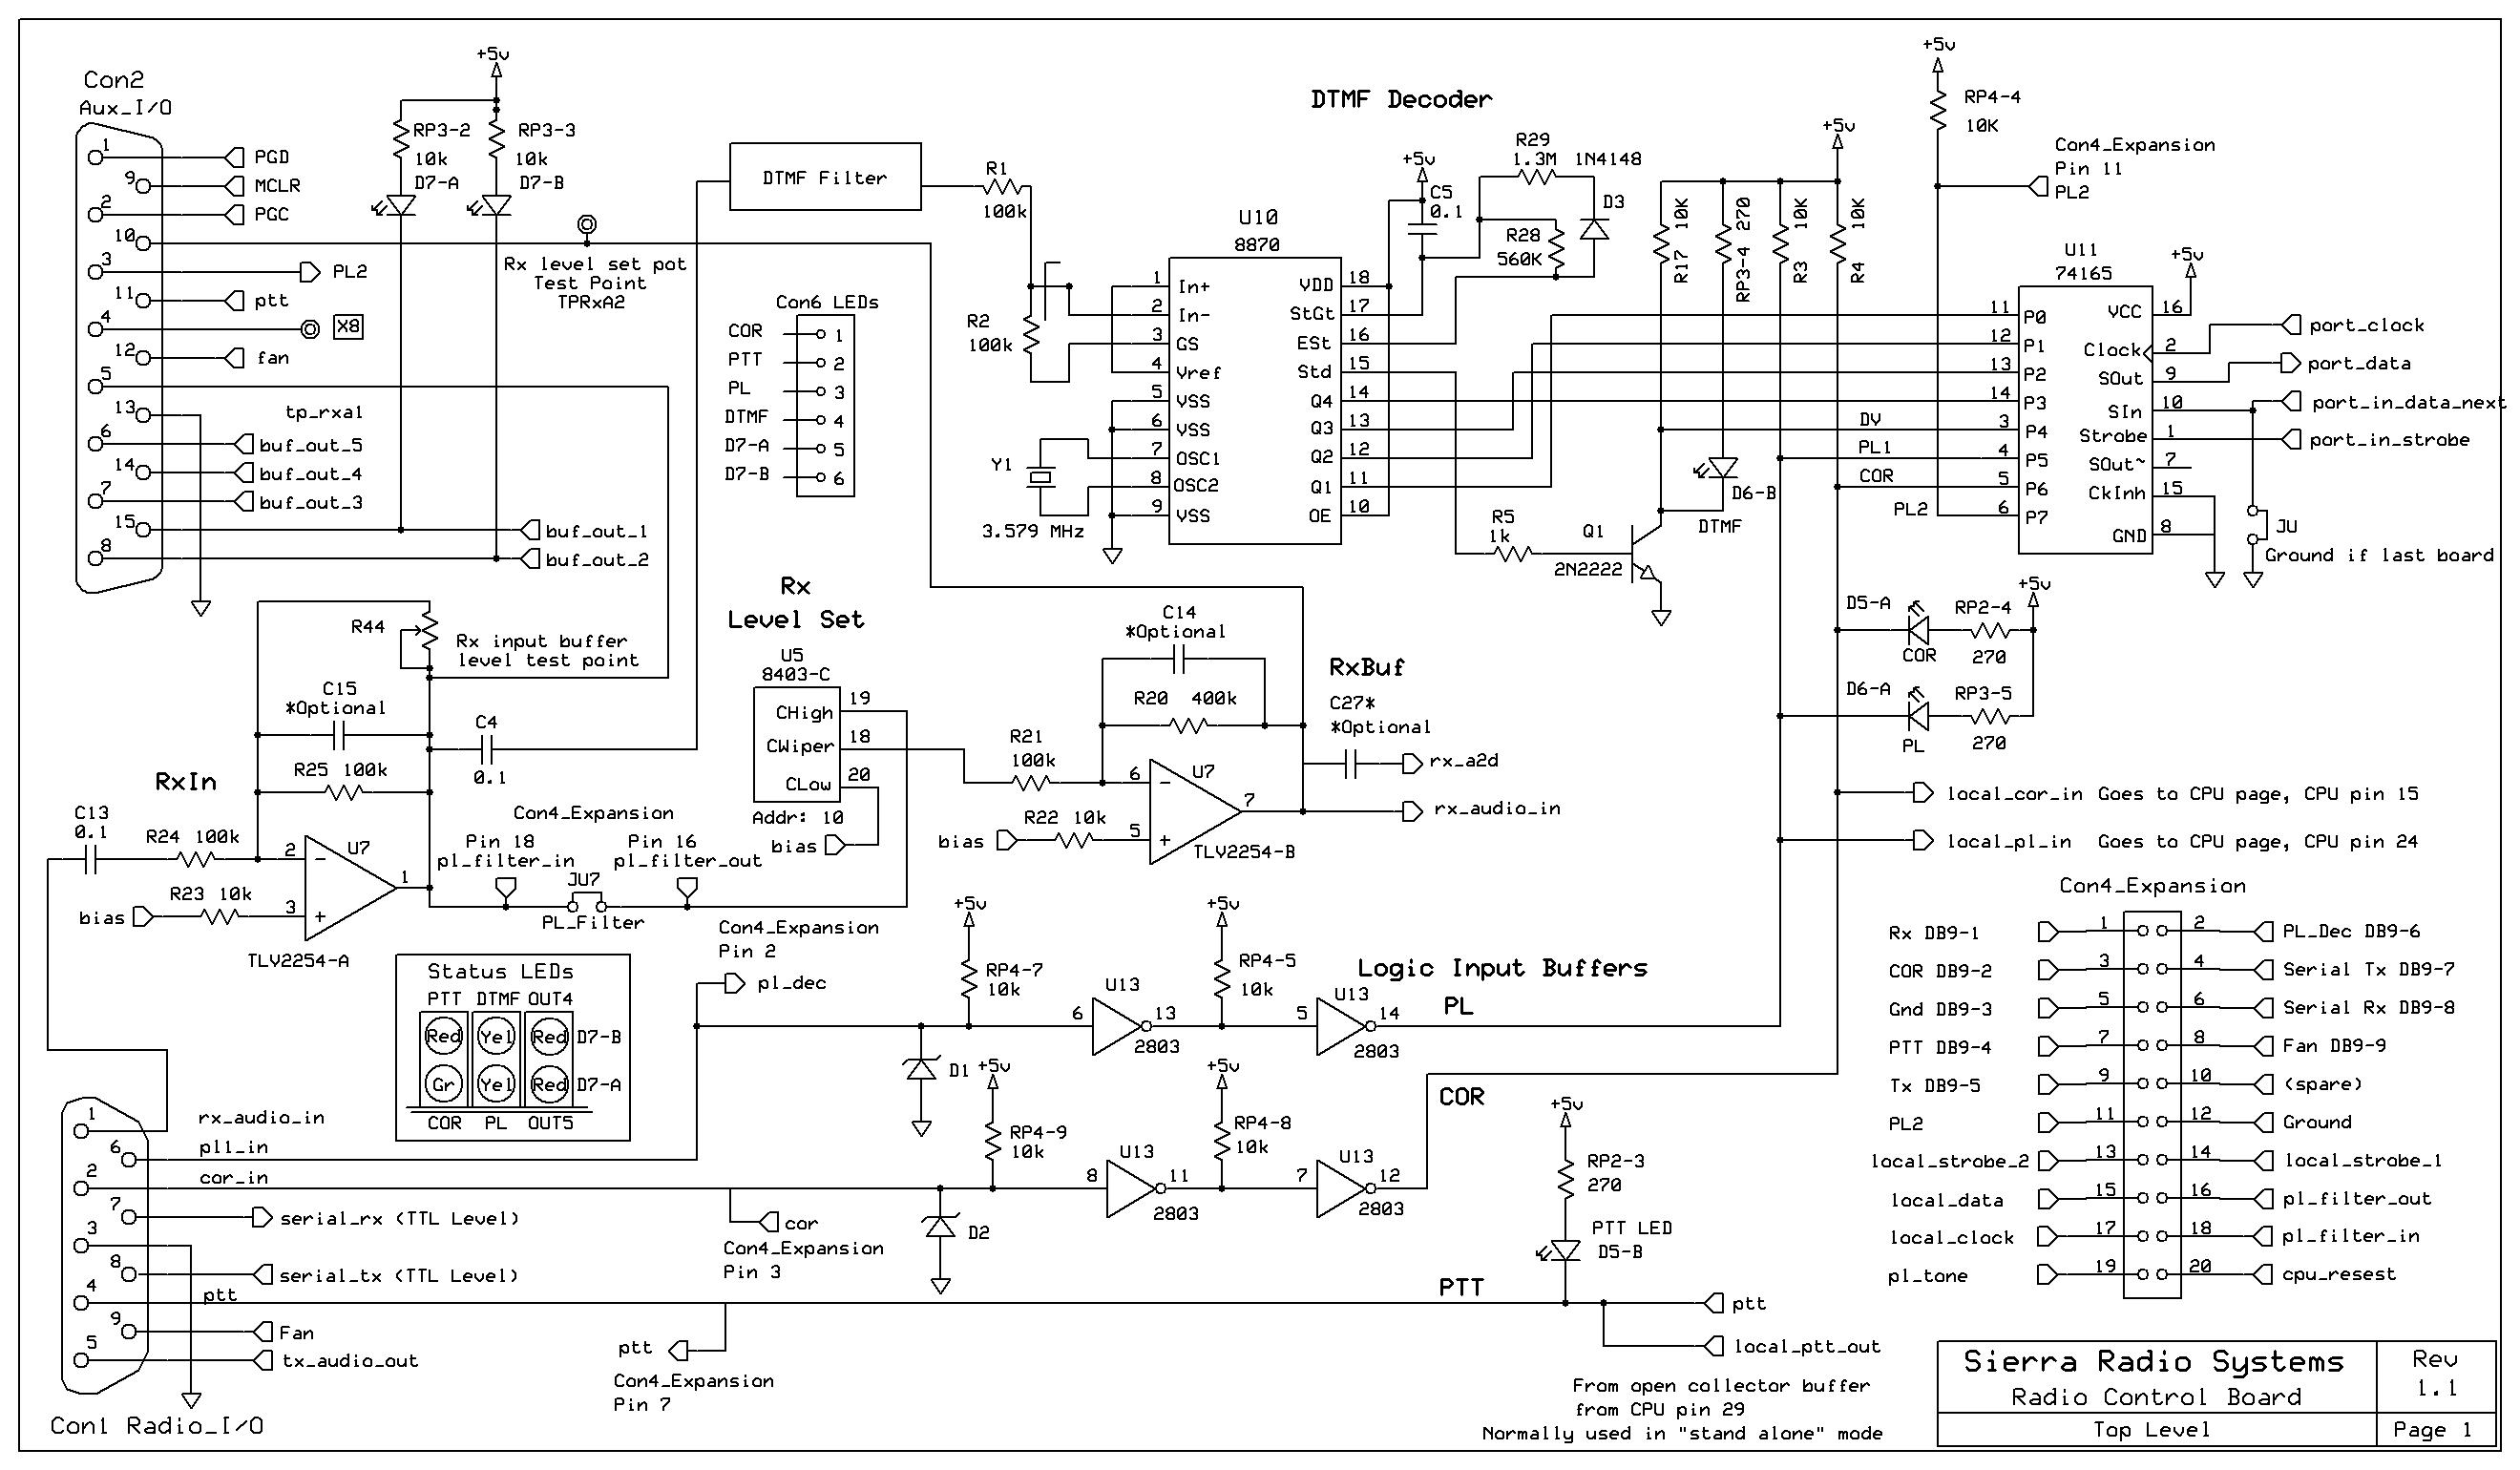 Con2
Aux_I/O
1
PGD
9
MCLR
2
PGC
10
3
PL2
11
ptt
4
X8
12
fan
5
13
tp_rxa1
6
buf_out_5
14
buf_out_4
7
buf_out_3
15
buf_out_1
8
buf_out_2
+5v
RP3-2
10k
D7-A
RP3-3
10k
D7-B
Rx level set pot
Test Point
TPRxA2
DTMF Filter
R1
100k
R2
100k
Con6 LEDs
COR 1
PTT 2
PL 3
DTMF 4
D7-A 5
D7-B 6
Y1
3.579 MHz
DTMF Decoder
U10
8870
1 In+
2 In-
3 GS
4 Vref
5 VSS
6 VSS
7 OSC1
8 OSC2
9 VSS
VDD 18
StGt 17
ESt 16
Std 15
Q4 14
Q3 13
Q2 12
Q1 11
OE 10
+5v
C5
0.1
R29
1.3M
1N4148
D3
R28
560K
R17 10K
RP3-4 270
R3 10K
R4 10K
+5v
D6-B
DTMF
R5
1k
Q1
2N2222
+5v
RP4-4
10K
Con4_Expansion
Pin 11
PL2
U11
74165
+5v
11 P0
12 P1
13 P2
14 P3
DV 3 P4
PL1 4 P5
COR 5 P6
PL2 6 P7
VCC 16
Clock 2
SOut 9
SIn 10
Strobe 1
SOut~ 7
CkInh 15
GND 8
port_clock
port_data
port_in_data_next
port_in_strobe
JU
Ground if last board
R44
Rx input buffer
level test point
C15
*Optional
R25 100k
C4
0.1
RxIn
C13
0.1
R24 100k
R23 10k
bias
2
-
3
+
U7
1
TLV2254-A
Con4_Expansion
Pin 18
pl_filter_in
Pin 16
pl_filter_out
JU7
PL_Filter
Rx
Level Set
U5
8403-C
CHigh 19
CWiper 18
CLow 20
Addr: 10
bias
C14
*Optional
R20 400k
R21
100k
R22 10k
bias
6
-
5
+
U7
7
TLV2254-B
RxBuf
C27*
*Optional
rx_a2d
rx_audio_in
D5-A
COR
RP2-4
270
+5v
D6-A
PL
RP3-5
270
local_cor_in Goes to CPU page, CPU pin 15
local_pl_in Goes to CPU page, CPU pin 24
Status LEDs
PTT DTMF OUT4
Red Yel Red D7-B
Gr Yel Red D7-A
COR PL OUT5
Con4_Expansion
Pin 2
pl_dec
+5v
RP4-7
10k
6
U13
13
2803
+5v
RP4-5
10k
5
U13
14
2803
Logic Input Buffers
PL
D1
+5v
RP4-9
10k
8
U13
11
2803
+5v
RP4-8
10k
7
U13
12
2803
COR
D2
cor
Con4_Expansion
Pin 3
+5v
RP2-3
270
PTT LED
D5-B
PTT
ptt
local_ptt_out
From open collector buffer
from CPU pin 29
Normally used in "stand alone" mode
ptt
Con4_Expansion
Pin 7
1
rx_audio_in
6
pl1_in
2
cor_in
7
serial_rx (TTL Level)
3
8
serial_tx (TTL Level)
4
ptt
9
Fan
5
tx_audio_out
Con1 Radio_I/O
Con4_Expansion
Rx DB9-1 1 2 PL_Dec DB9-6
COR DB9-2 3 4 Serial Tx DB9-7
Gnd DB9-3 5 6 Serial Rx DB9-8
PTT DB9-4 7 8 Fan DB9-9
Tx DB9-5 9 10 (spare)
PL2 11 12 Ground
local_strobe_2 13 14 local_strobe_1
local_data 15 16 pl_filter_out
local_clock 17 18 pl_filter_in
pl_tone 19 20 cpu_resest
Sierra Radio Systems
Radio Control Board
Top Level
Rev
1.1
Page 1